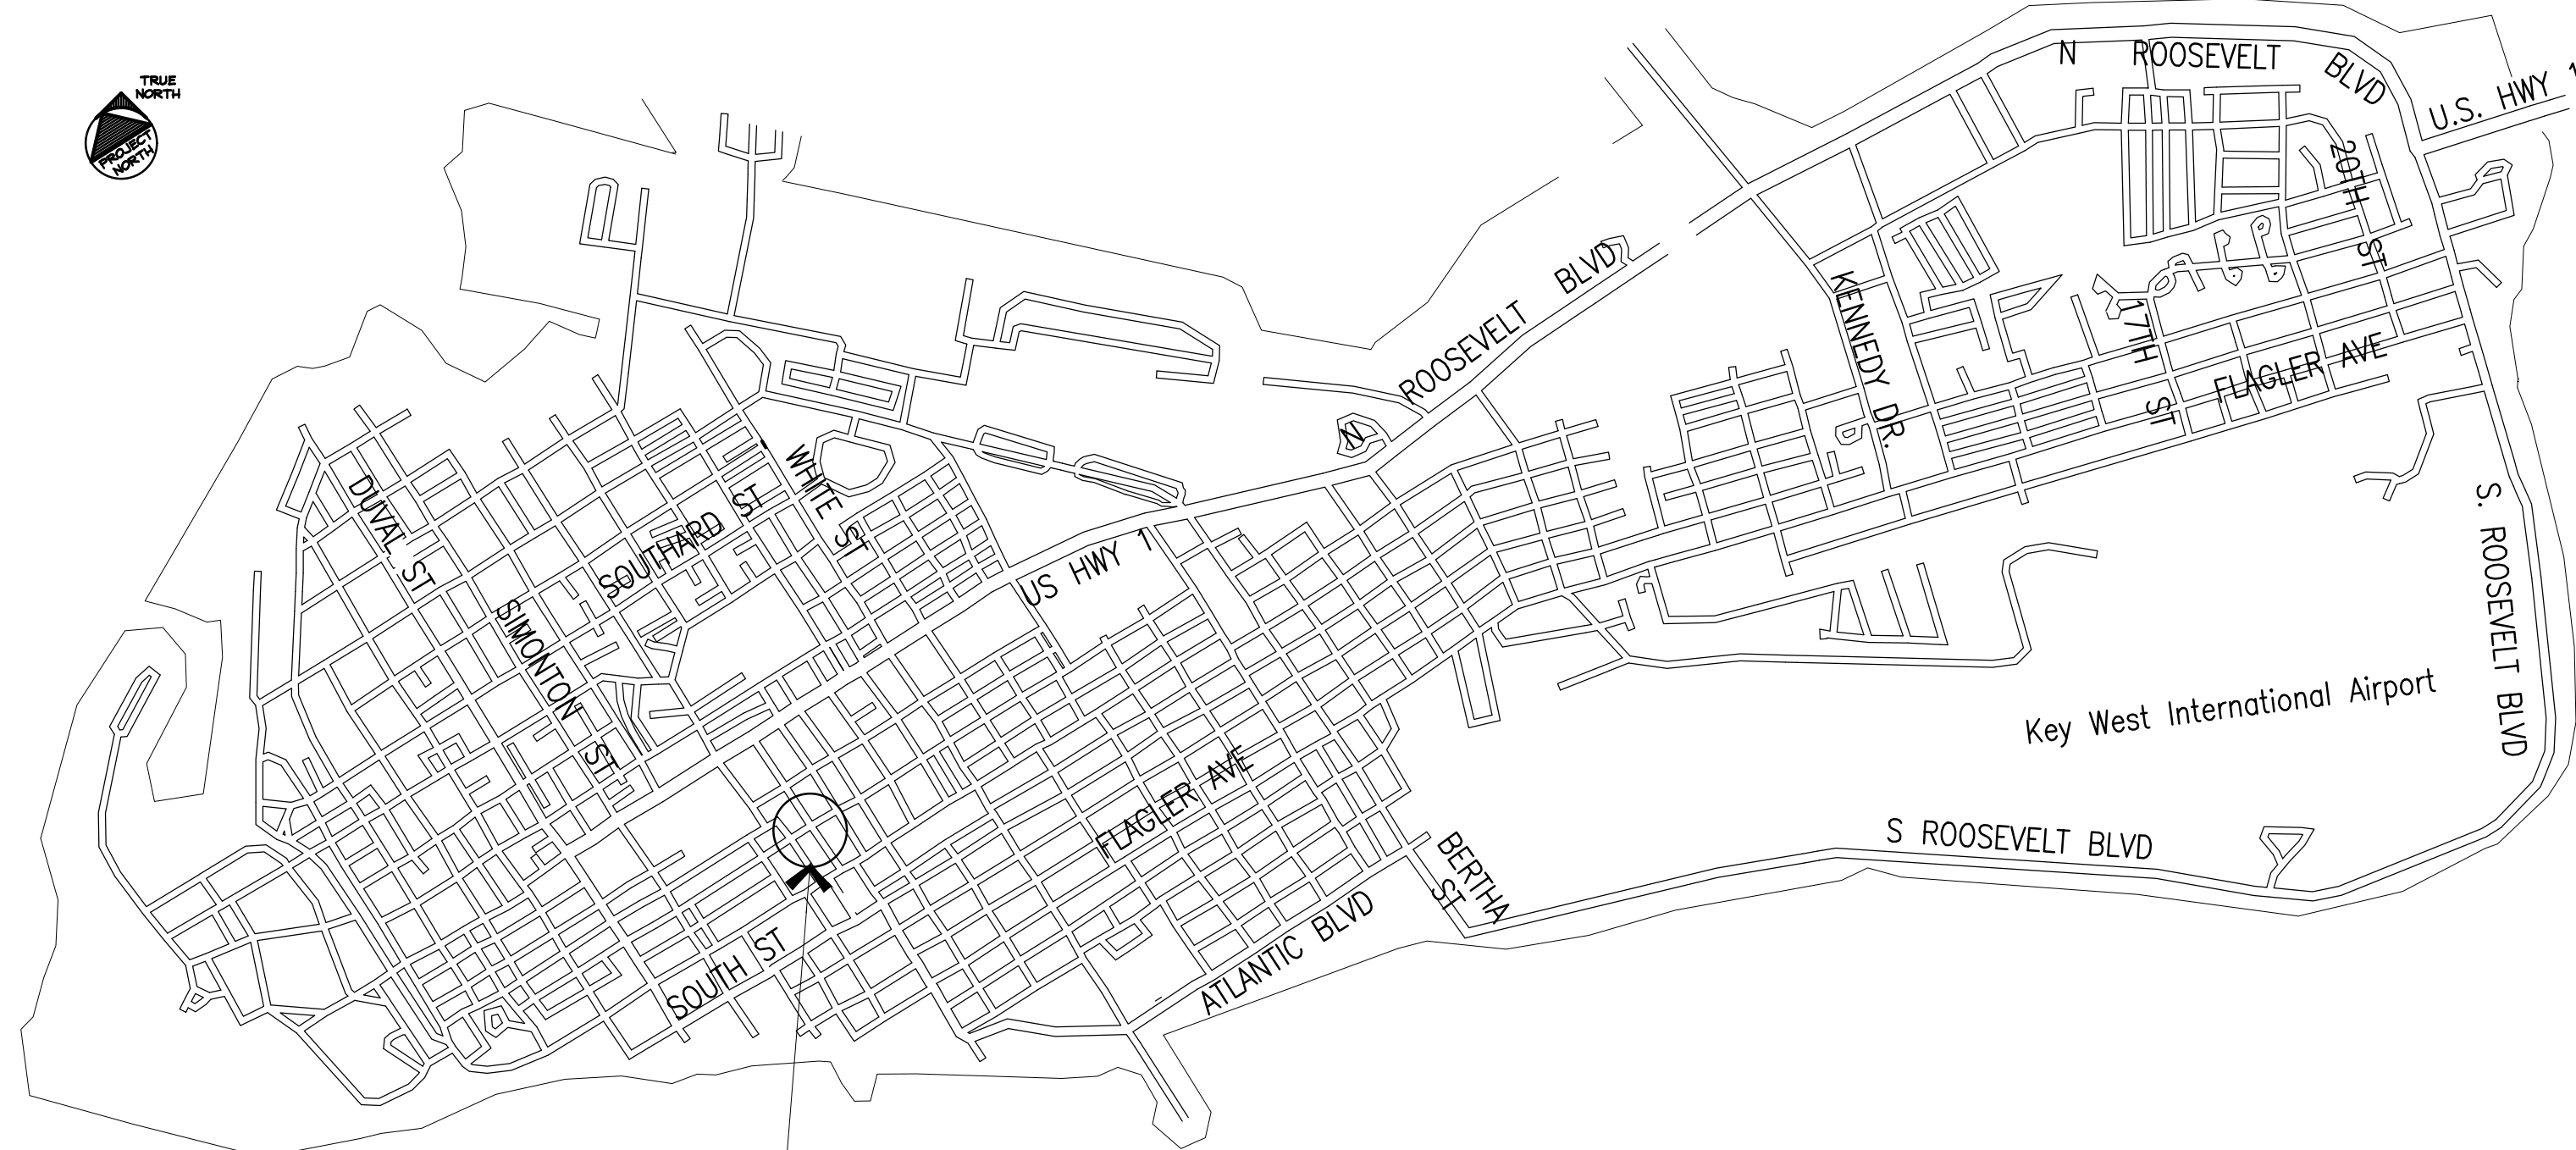 TRUE
NORTH
PROJECT
NORTH
N ROOSEVELT BLVD
U.S. HWY 1
20TH ST
KENNEDY DR.
17TH ST
FLAGLER AVE
N ROOSEVELT BLVD
DUVAL ST
WHITE ST
SOUTHARD ST
SIMONTON ST
US HWY 1
S. ROOSEVELT BLVD
Key West International Airport
FLAGLER AVE
S ROOSEVELT BLVD
BERTHA ST
ATLANTIC BLVD
SOUTH ST